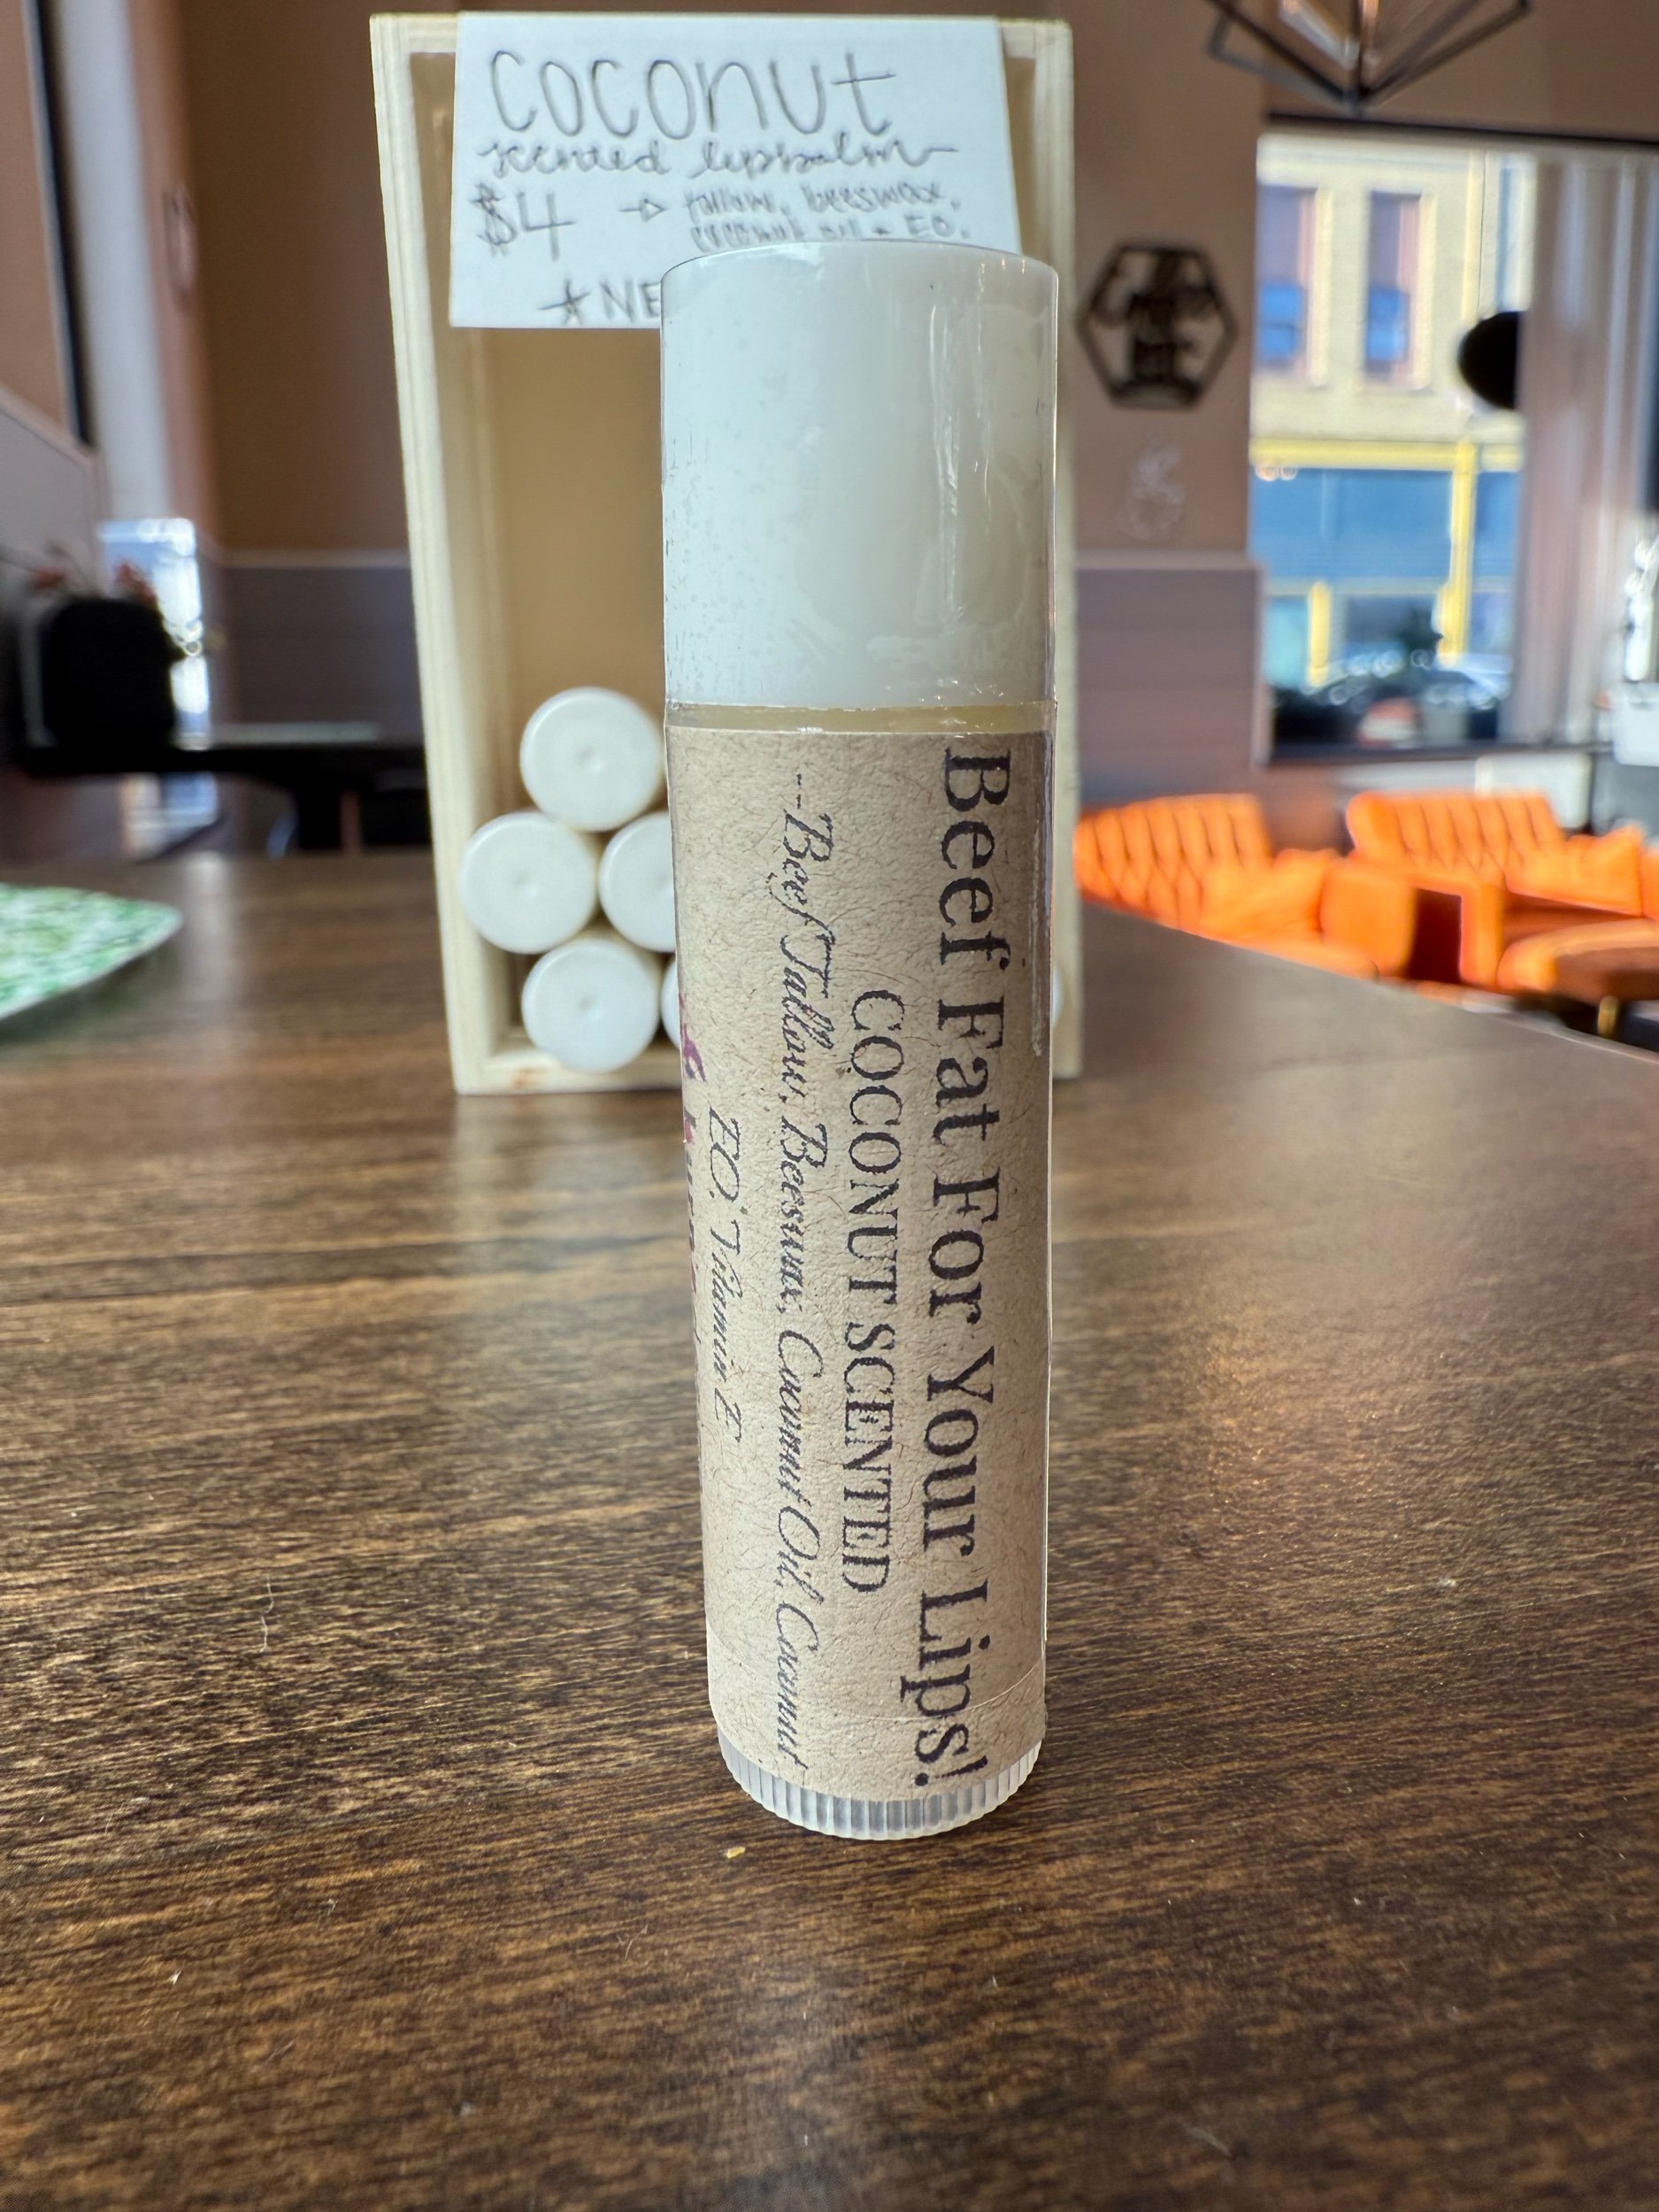 coconut
scented lipbalm
$4 → tallow, beeswax,
coconut oil + EO.
Beef Fat For Your Lips!
COCONUT SCENTED
--Beef Tallow, Beeswax, Coconut Oil, Coconut
EO, Vitamin E